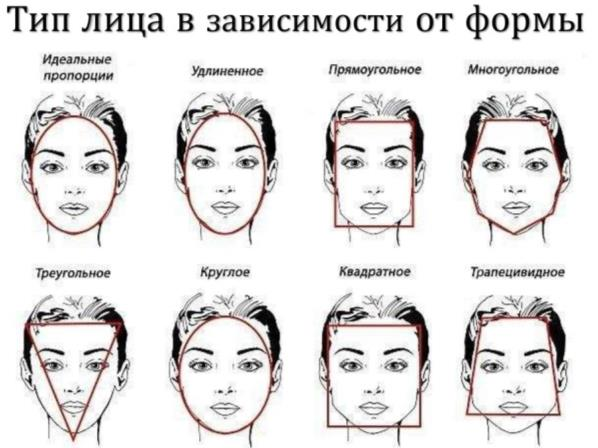 Тип лица в зависимости от формы
Идеальные
пропорции
Удлиненное
Прямоугольное
Многоугольное
Треугольное
Круглое
Квадратное
Трапецивидное